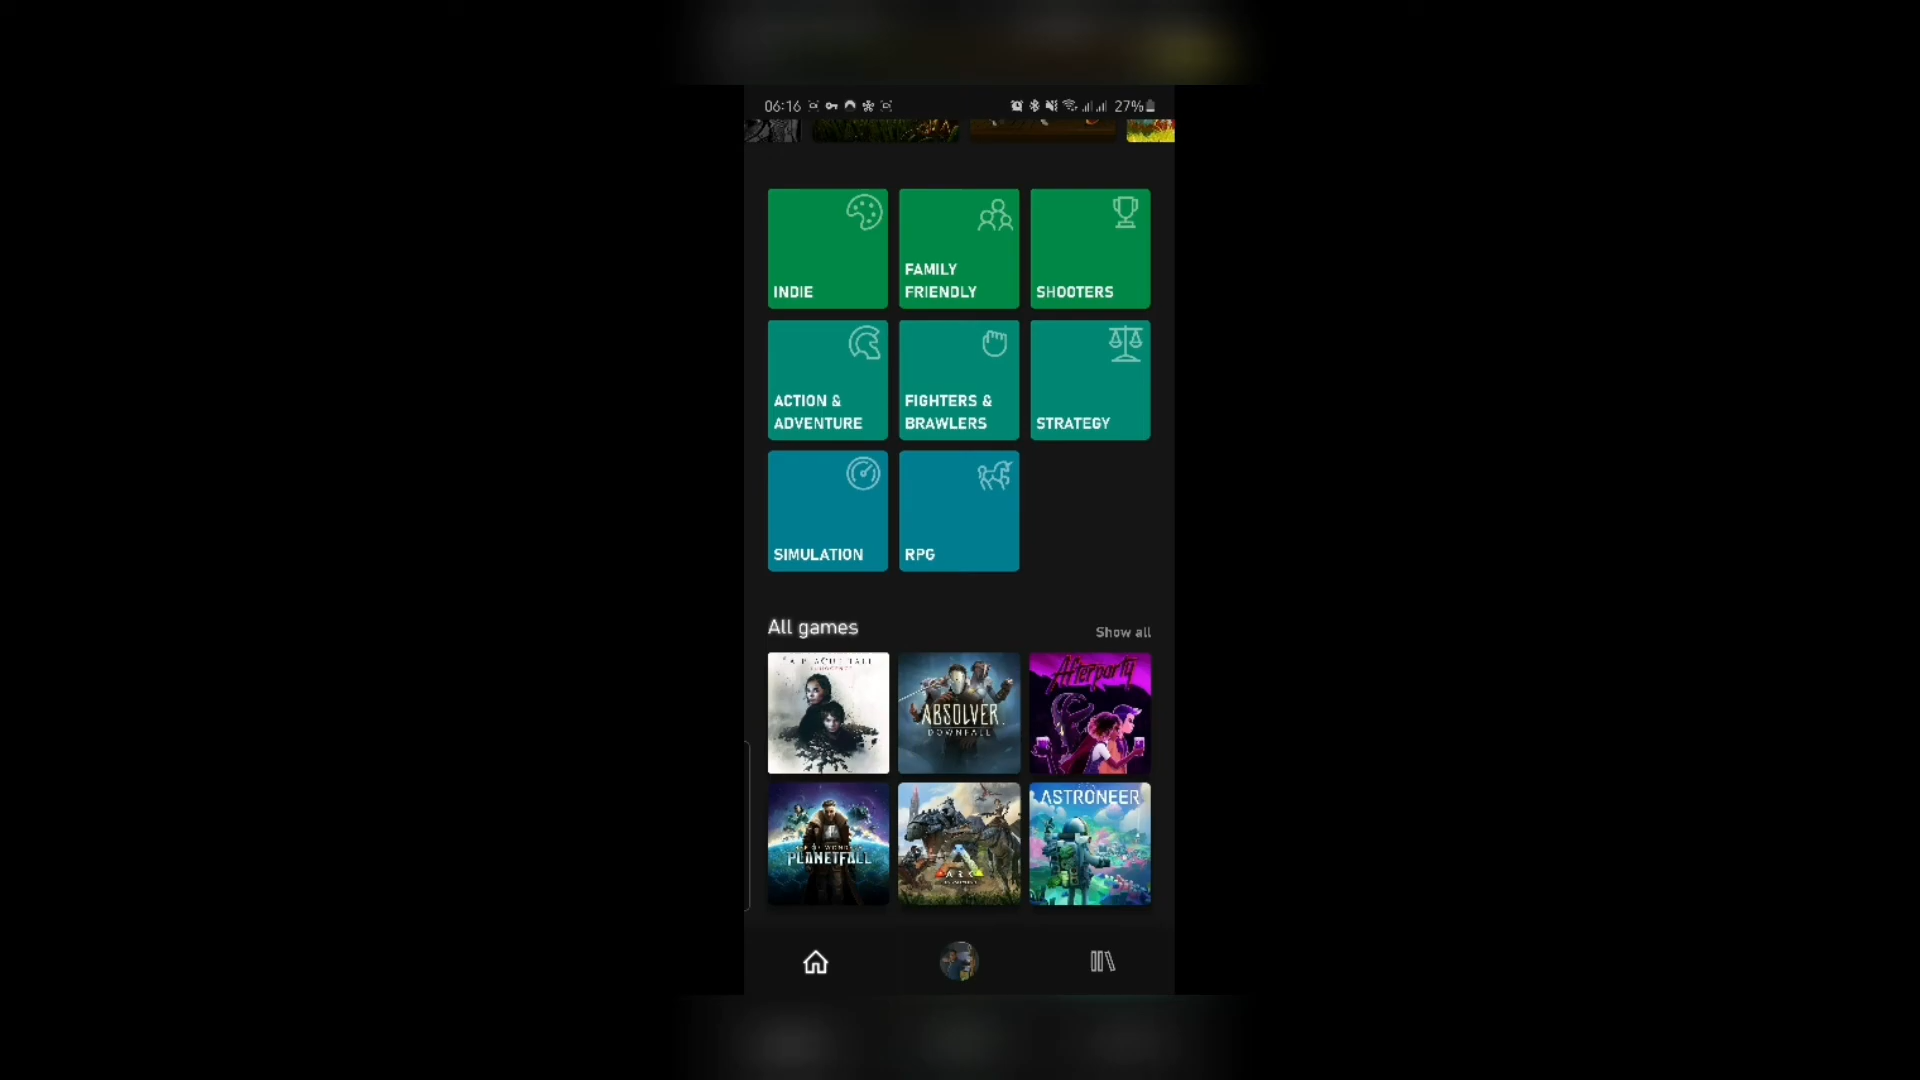 06:16
27%
INDIE
FAMILY
FRIENDLY
SHOOTERS
ACTION &
ADVENTURE
FIGHTERS &
BRAWLERS
STRATEGY
SIMULATION
RPG
All games
Show all
ABSOLVER
DOWNFALL
Afterparty
PLANETFALL
ARK
ASTRONEER